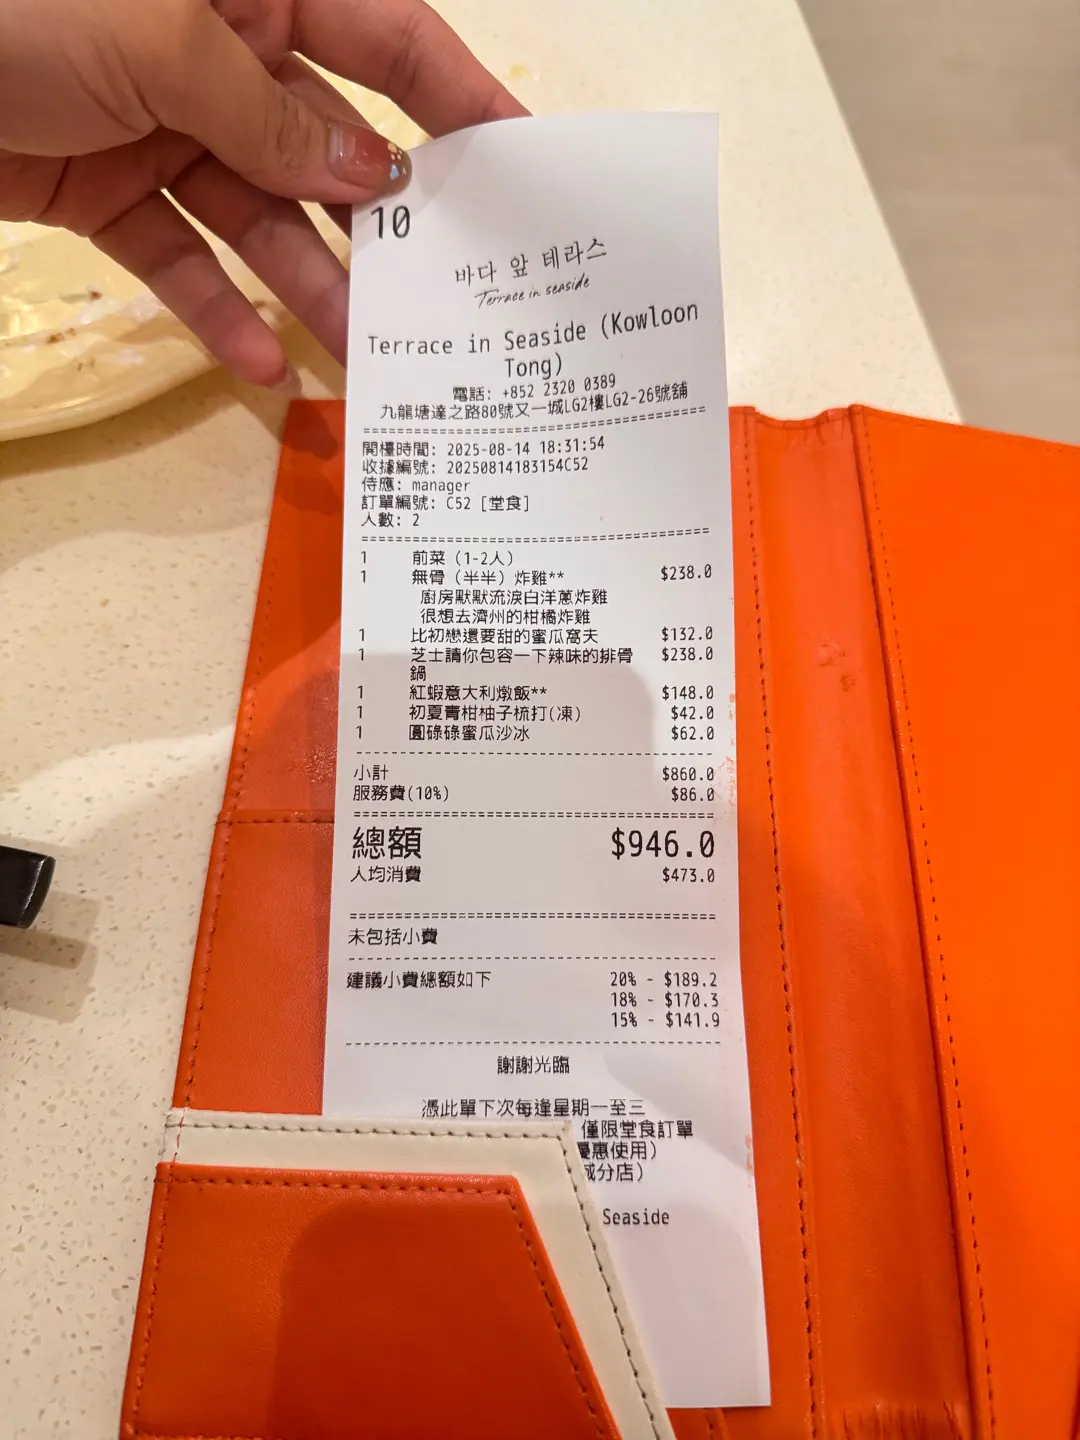 10
바다 앞 테라스
Terrace in seaside
Terrace in Seaside (Kowloon
Tong)
電話: +852 2320 0389
九龍塘達之路80號又一城LG2樓LG2-26號舖
開檯時間: 2025-08-14 18:31:54
收據編號: 20250814183154C52
侍應: manager
訂單編號: C52 [堂食]
人數: 2
1 前菜 (1-2人)
1 無骨 (半半) 炸雞** $238.0
廚房默默流淚白洋蔥炸雞
很想去濟州的柑橘炸雞
1 比初戀還要甜的蜜瓜窩夫 $132.0
1 芝士請你包容一下辣味的排骨 $238.0
鍋
1 紅蝦意大利燉飯** $148.0
1 初夏青柑柚子梳打(凍) $42.0
1 圓碌碌蜜瓜沙冰 $62.0
小計 $860.0
服務費(10%) $86.0
總額 $946.0
人均消費 $473.0
未包括小費
建議小費總額如下 20% - $189.2
18% - $170.3
15% - $141.9
謝謝光臨
憑此單下次每逢星期一至三
僅限堂食訂單
優惠使用)
城分店)
Seaside